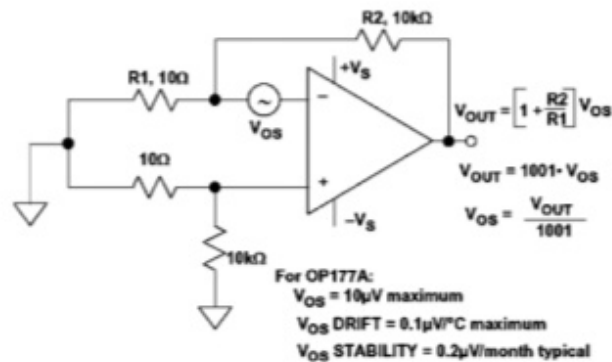 R2, 10kΩ
R1, 10Ω
+VS
VOS
−
VOUT = [1 + R2/R1] VOS
10Ω
+
VOUT = 1001· VOS
−VS
VOS = VOUT/1001
10kΩ
For OP177A:
VOS = 10µV maximum
VOS DRIFT = 0.1µV/°C maximum
VOS STABILITY = 0.2µV/month typical